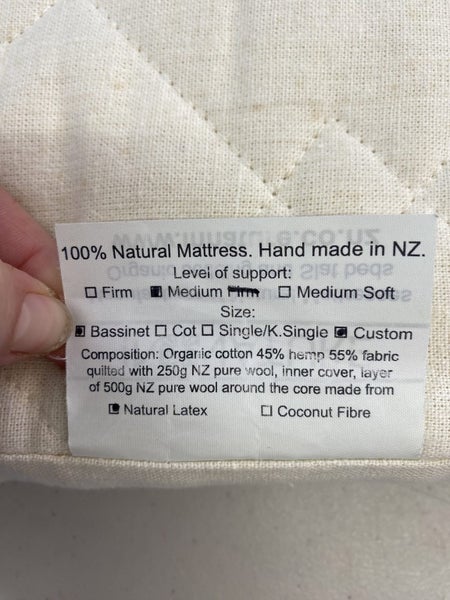 100% Natural Mattress. Hand made in NZ.
Level of support:
☐ Firm ☑ Medium Firm ☐ Medium Soft
Size:
☑ Bassinet ☐ Cot ☐ Single/K.Single ☑ Custom
Composition: Organic cotton 45% hemp 55% fabric
quilted with 250g NZ pure wool, inner cover, layer
of 500g NZ pure wool around the core made from
☑ Natural Latex ☐ Coconut Fibre